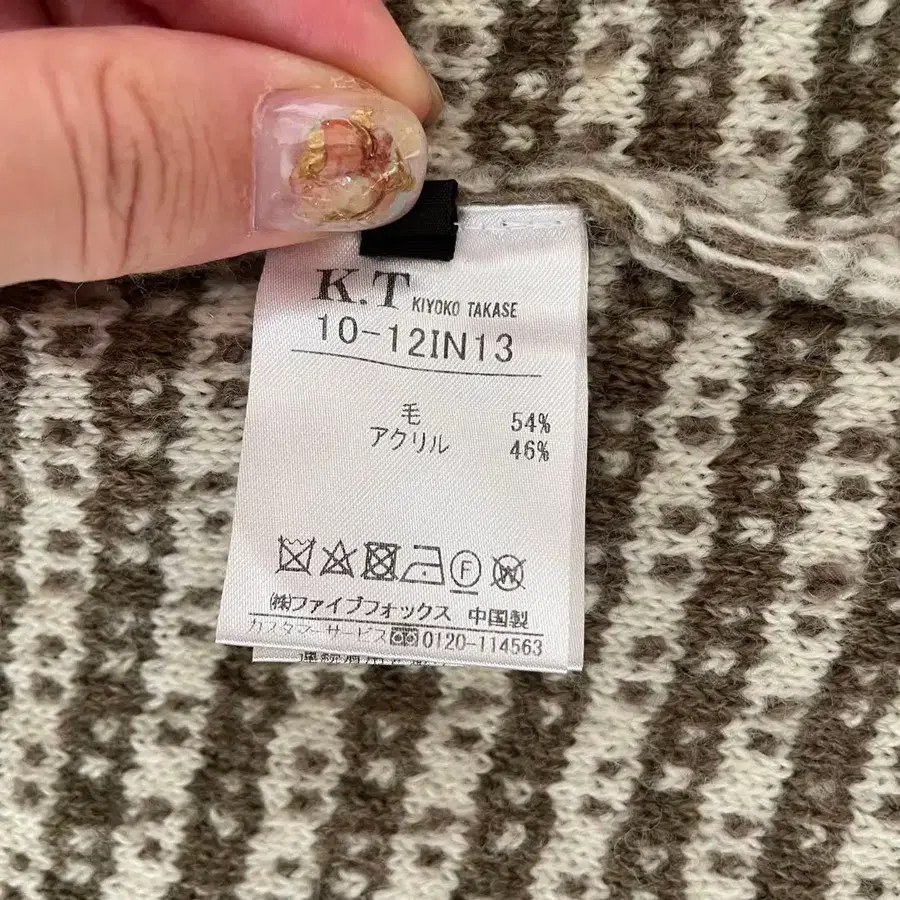 K.T KIYOKO TAKASE
10-12IN13
毛 54%
アクリル 46%
F W
(株)ファイブフォックス 中国製
カスタマーサービス 0120-114563